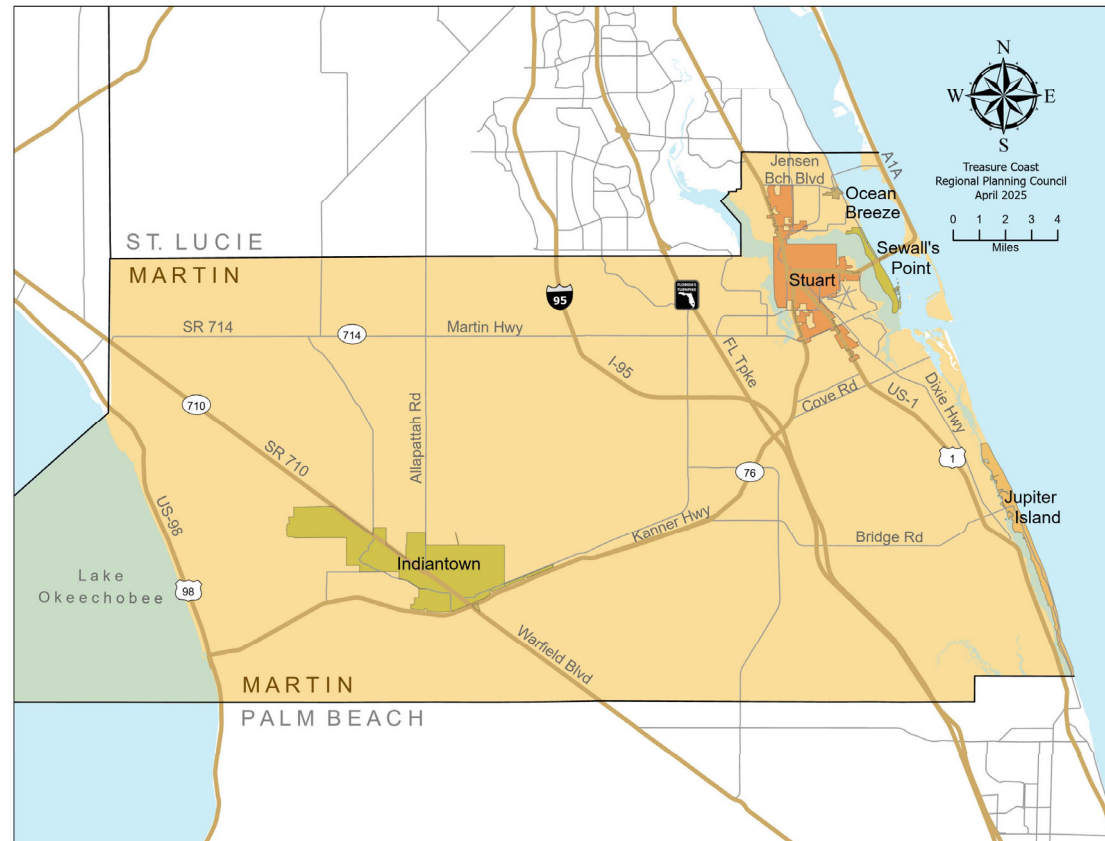 N
W
E
S
Treasure Coast
Regional Planning Council
April 2025
0 1 2 3 4
Miles
A1A
Jensen
Bch Blvd
Ocean
Breeze
Sewall's
Point
Stuart
ST. LUCIE
MARTIN
95
FLORIDA'S
TURNPIKE
SR 714
714
Martin Hwy
I-95
FL Tpke
Cove Rd
US-1
Dixie Hwy
710
SR 710
Allapattah Rd
76
1
Jupiter
Island
US-98
Kanner Hwy
Bridge Rd
Indiantown
Lake
Okeechobee
98
Warfield Blvd
MARTIN
PALM BEACH